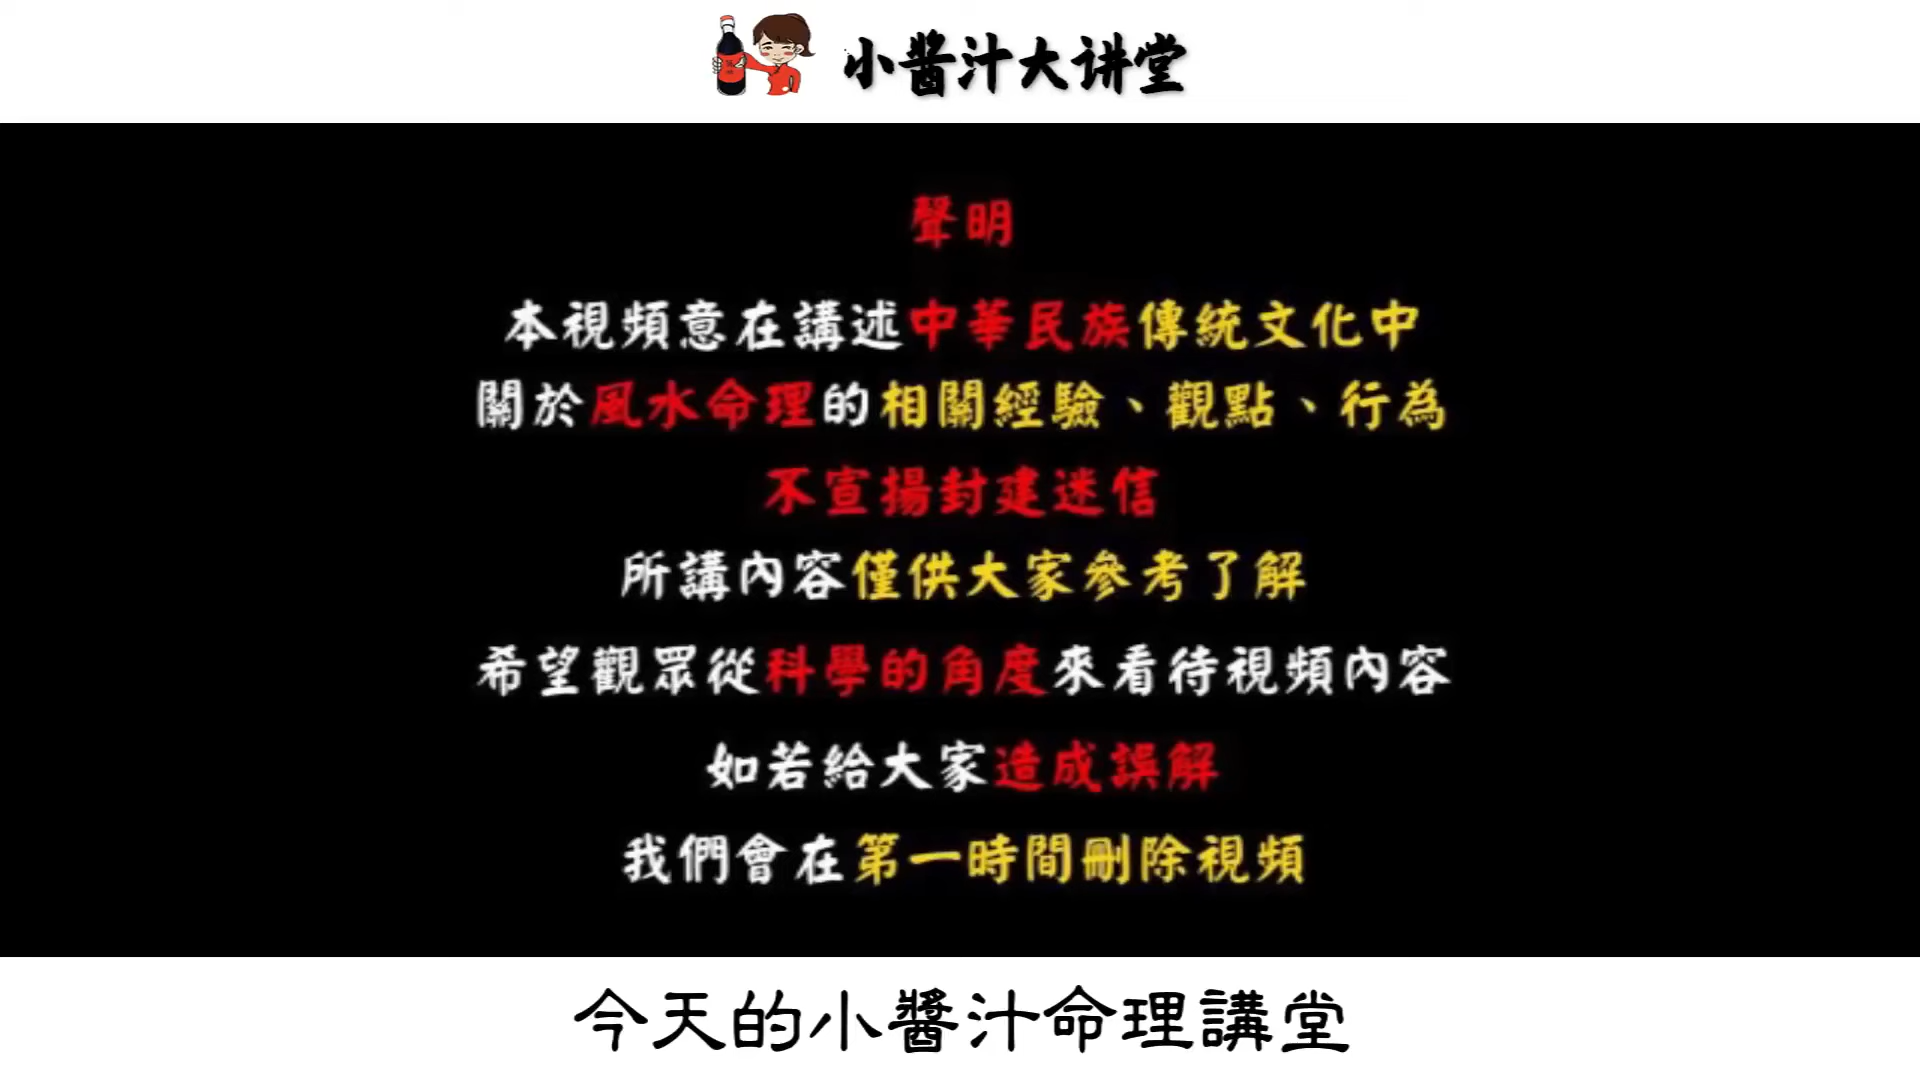 小醬汁大讲堂
聲明
本視頻意在講述中華民族傳統文化中
關於風水命理的相關經驗、觀點、行為
不宣揚封建迷信
所講內容僅供大家參考了解
希望觀眾從科學的角度來看待視頻內容
如若給大家造成誤解
我們會在第一時間刪除視頻
今天的小醬汁命理講堂